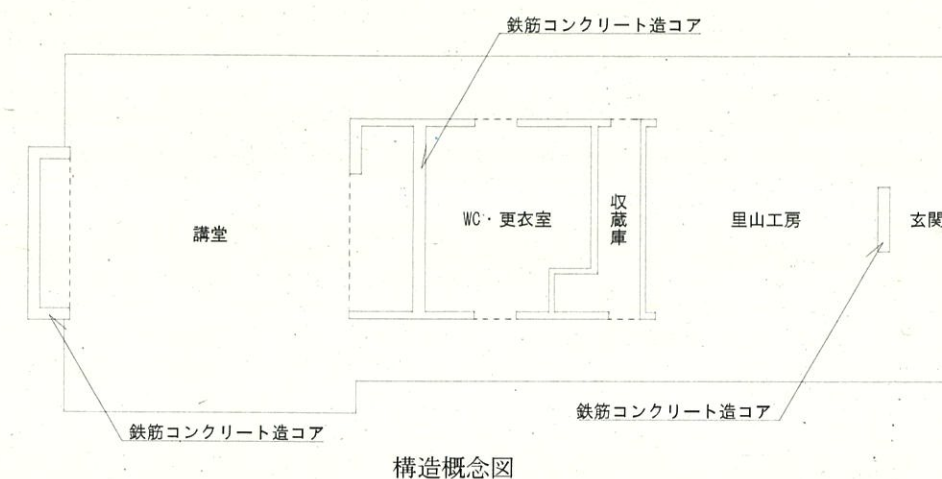 鉄筋コンクリート造コア
講堂
WC・更衣室
収蔵庫
里山工房
玄関
鉄筋コンクリート造コア
鉄筋コンクリート造コア
構造概念図